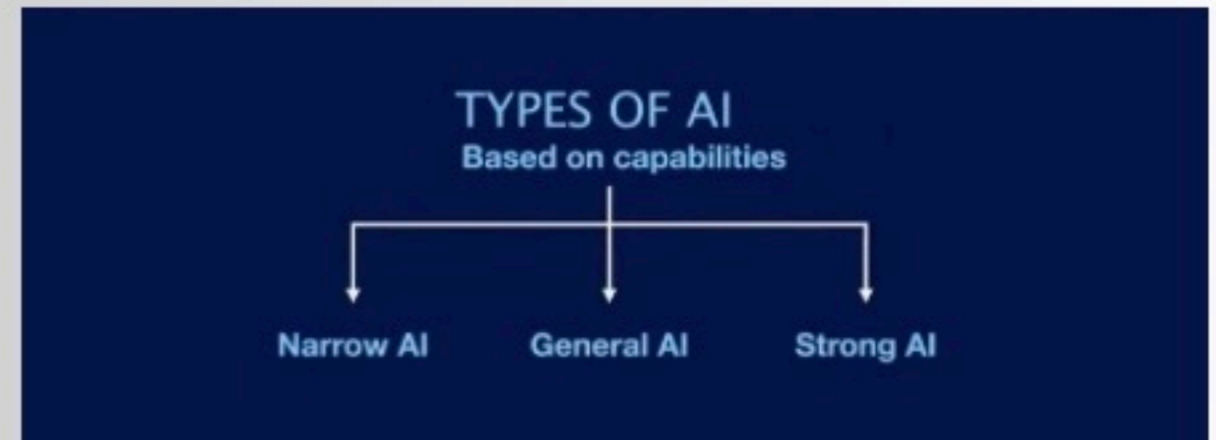 TYPES OF AI
Based on capabilities
Narrow AI General AI Strong AI